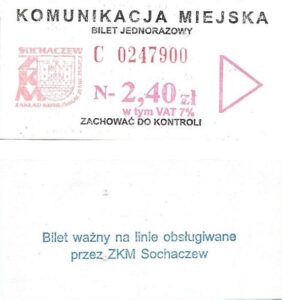 KOMUNIKACJA MIEJSKA
BILET JEDNORAZOWY
SOCHACZEW
C 0247900
ZKM
N- 2,40 zł
w tym VAT 7%
ZACHOWAĆ DO KONTROLI
Bilet ważny na linie obsługiwane
przez ZKM Sochaczew